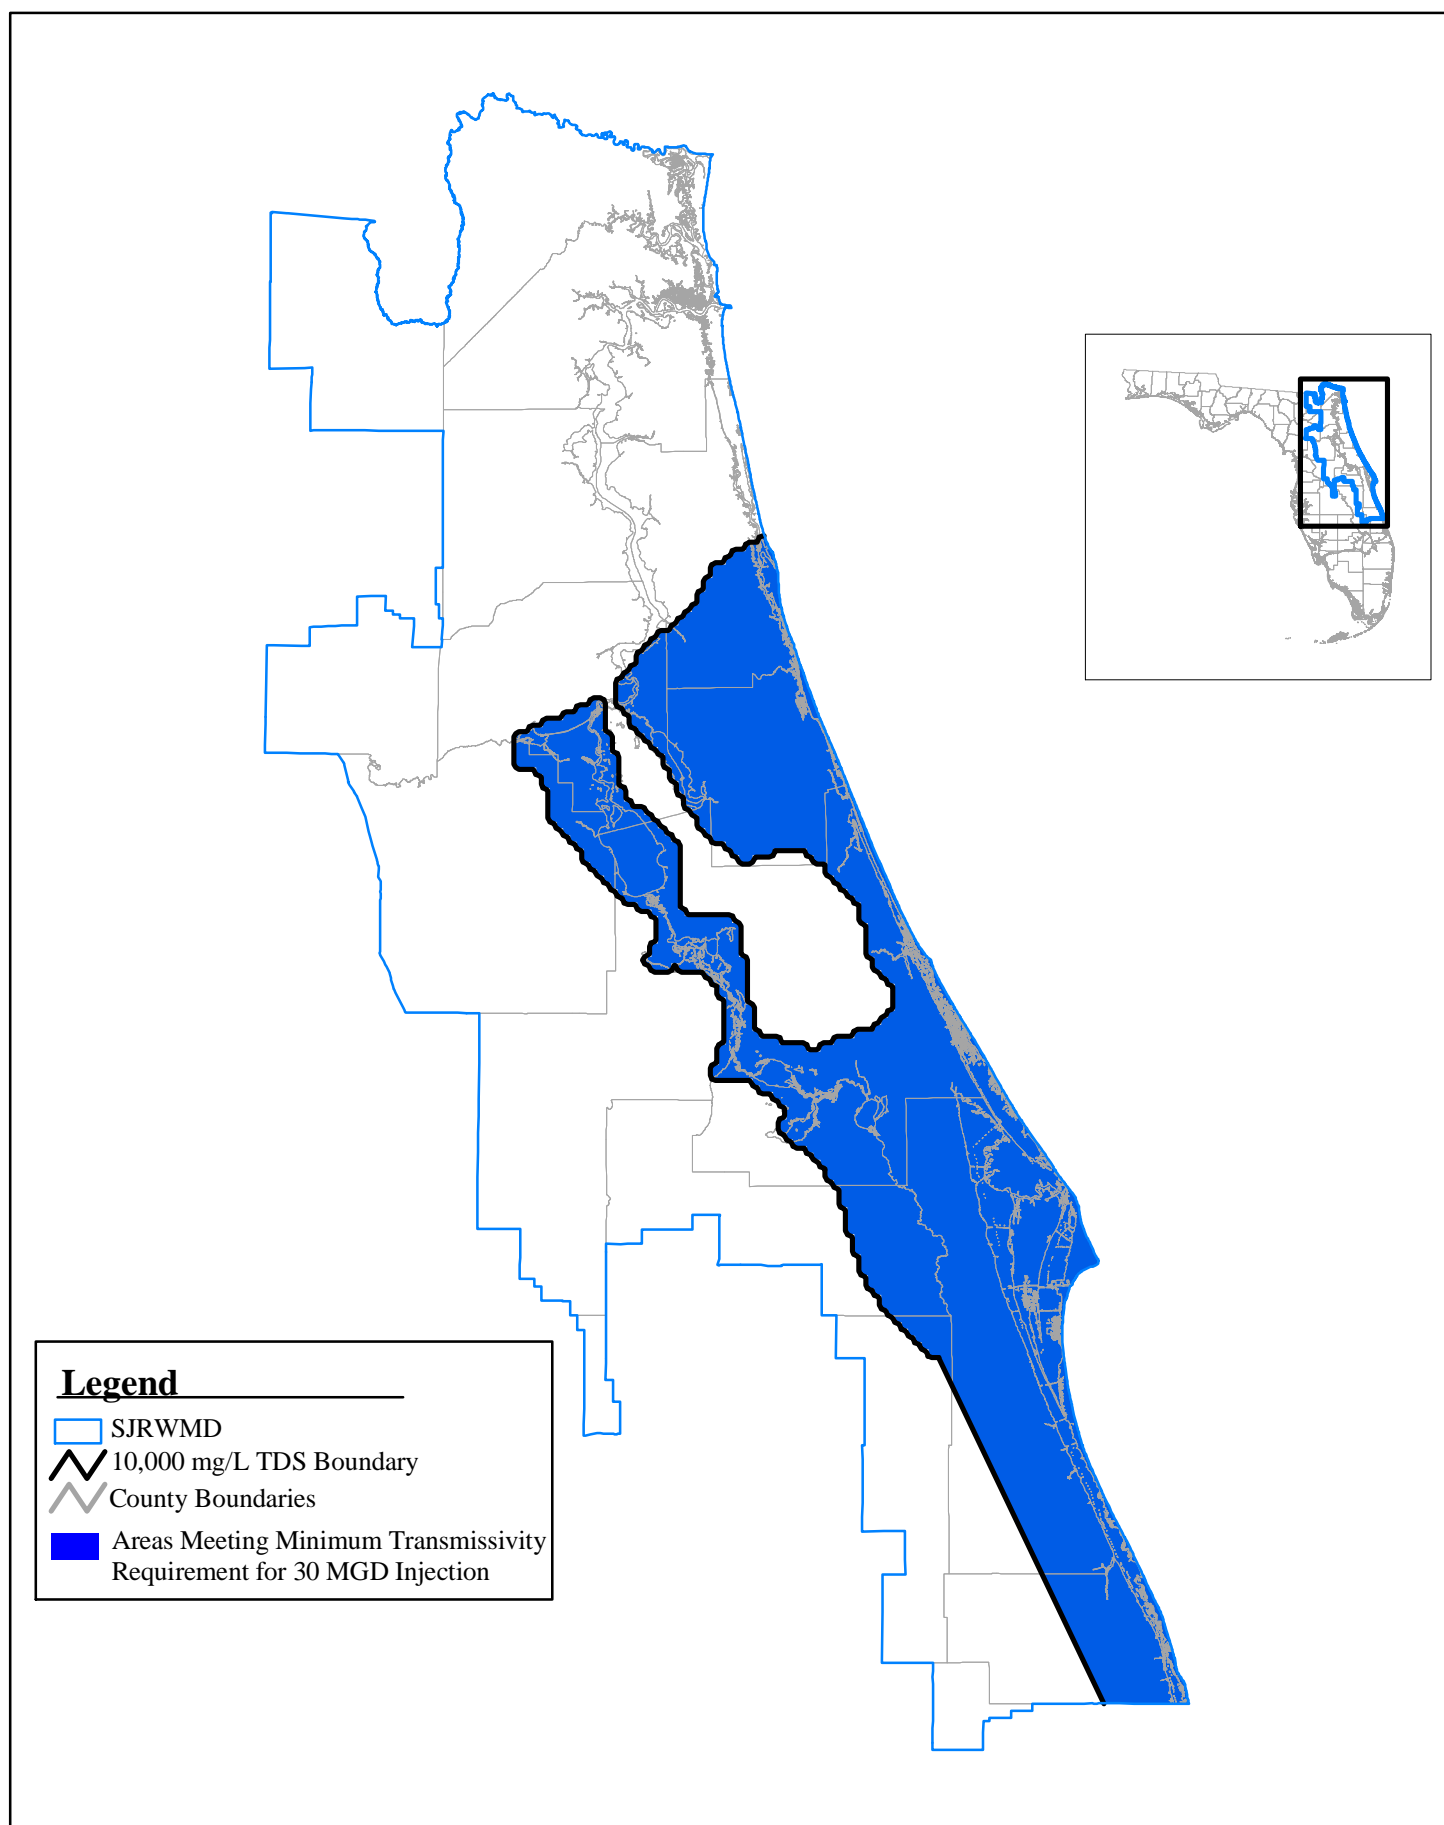 Legend
SJRWMD
10,000 mg/L TDS Boundary
County Boundaries
Areas Meeting Minimum Transmissivity
Requirement for 30 MGD Injection